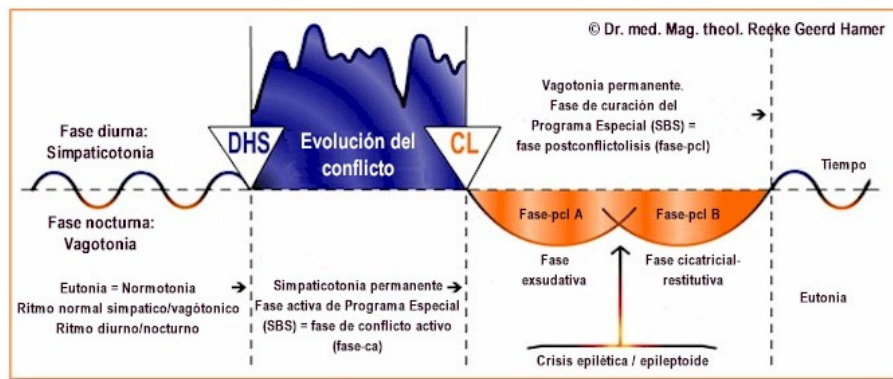 © Dr. med. Mag. theol. Reeke Geerd Hamer
Fase diurna:
Simpaticotonia
DHS
Evolución del
conflicto
CL
Vagotonia permanente.
Fase de curación del
Programa Especial (SBS) =
fase postconflictolisis (fase-pcl)
Tiempo
Fase nocturna:
Vagotonia
Fase-pcl A
Fase-pcl B
Fase
exsudativa
Fase cicatricial-
restitutiva
Eutonia = Normotonia
Ritmo normal simpatico/vagótonico
Ritmo diurno/nocturno
Simpaticotonia permanente
Fase activa de Programa Especial
(SBS) = fase de conflicto activo
(fase-ca)
Eutonia
Crisis epilética / epileptoide